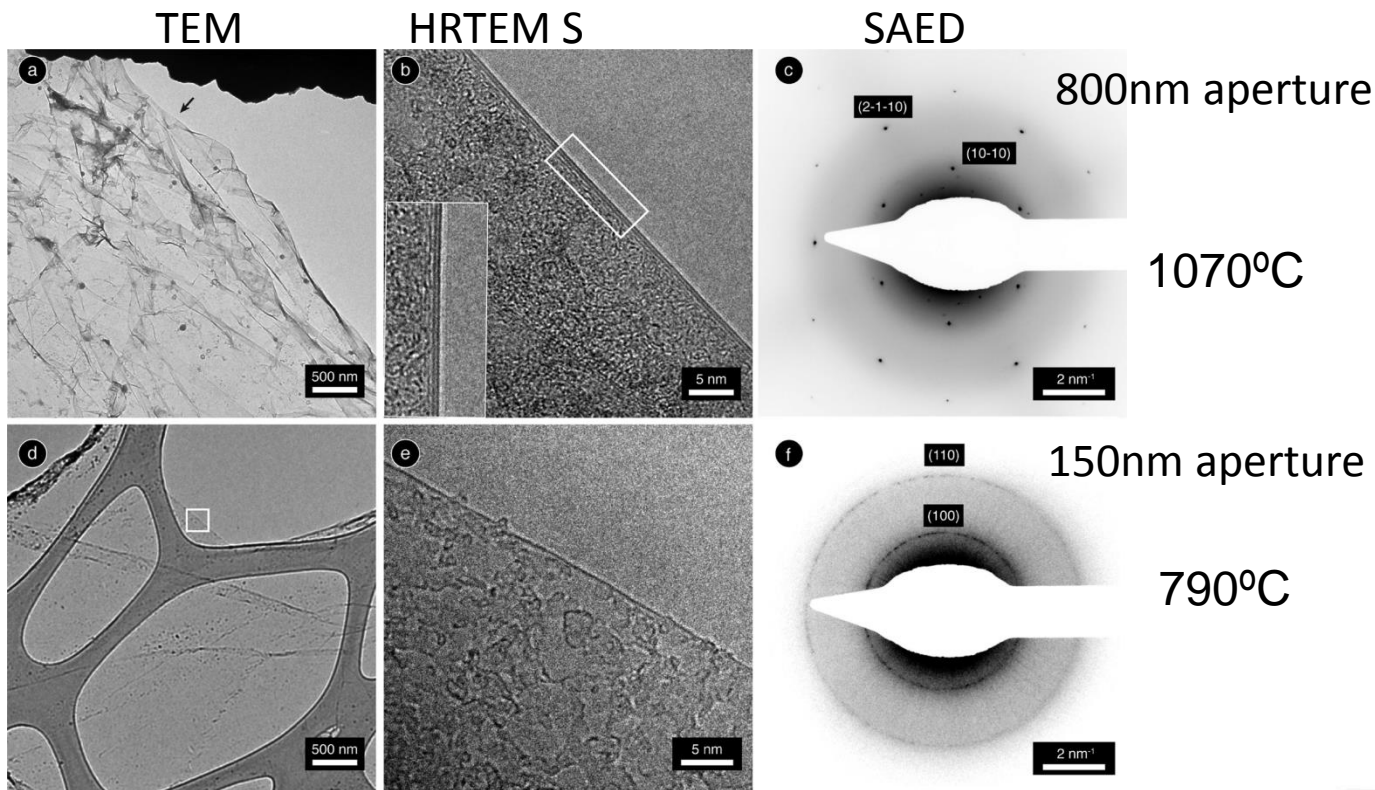 TEM HRTEM S SAED
a b c
800nm aperture
(2-1-10)
(10-10)
1070ºC
500 nm 5 nm 2 nm⁻¹
d e f
(110)
150nm aperture
(100)
790ºC
500 nm 5 nm 2 nm⁻¹